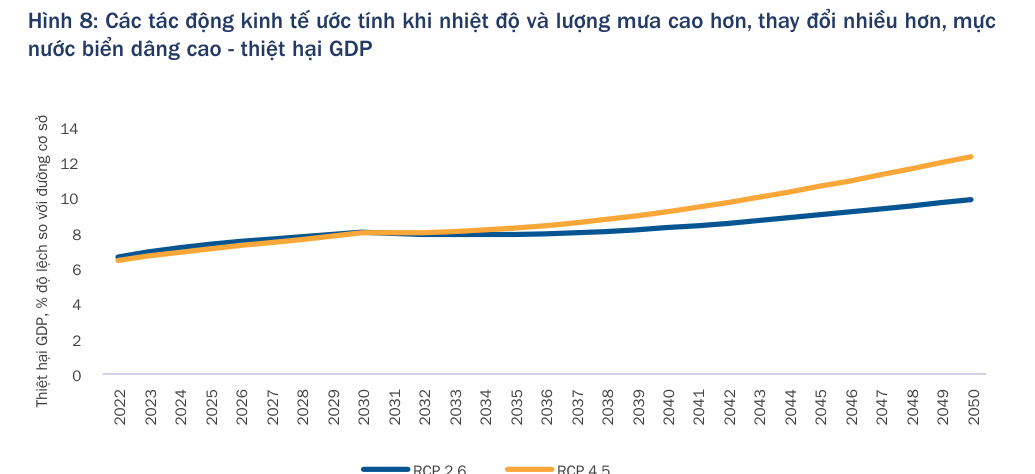 Hình 8: Các tác động kinh tế ước tính khi nhiệt độ và lượng mưa cao hơn, thay đổi nhiều hơn, mực
nước biển dâng cao - thiệt hại GDP
Thiệt hại GDP, % độ lệch so với đường cơ sở
14
12
10
8
6
4
2
0
2022 2023 2024 2025 2026 2027 2028 2029 2030 2031 2032 2033 2034 2035 2036 2037 2038 2039 2040 2041 2042 2043 2044 2045 2046 2047 2048 2049 2050
RCP 2.6 RCP 4.5